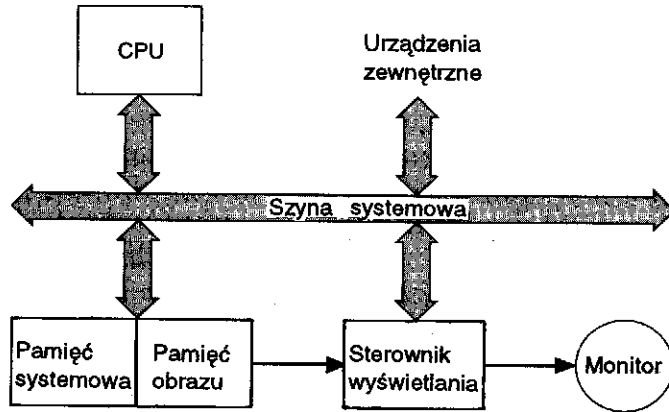 CPU
Urządzenia
zewnętrzne
Szyna systemowa
Pamięć
systemowa
Pamięć
obrazu
Sterownik
wyświetlania
Monitor